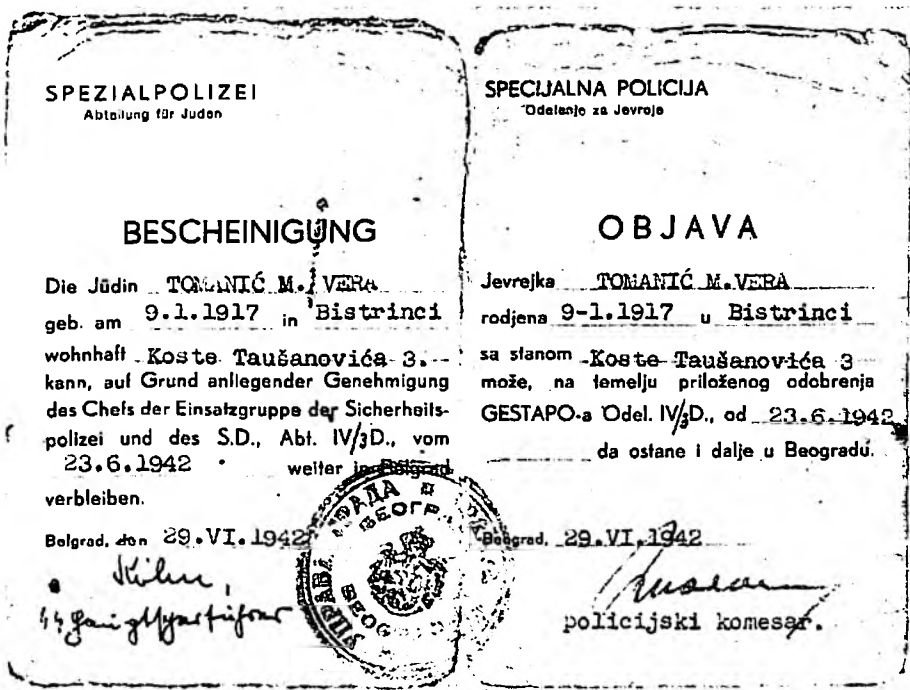 SPEZIALPOLIZEI
Abteilung für Juden
BESCHEINIGUNG
Die Jüdin TOMANIĆ M. VERA
geb. am 9.1.1917 in Bistrinci
wohnhaft Koste Taušanovića 3.
kann, auf Grund anliegender Genehmigung
des Chefs der Einsatzgruppe der Sicherheits-
polizei und des S.D., Abt. IV/3D., vom
23.6.1942 weiter in Belgrad
verbleiben.
Belgrad, den 29.VI.1942
SPECIJALNA POLICIJA
Odelenje za Jevreje
OBJAVA
Jevrejka TOMANIĆ M.VERA
rodjena 9-1.1917 u Bistrinci
sa stanom Koste Taušanovića 3
može, na temelju priloženog odobrenja
GESTAPO-a Odel. IV/3D., od 23.6.1942
da ostane i dalje u Beogradu.
Beograd, 29.VI.1942
policijski komesar.
УПРАВА ГРАДА
БЕОГРАД